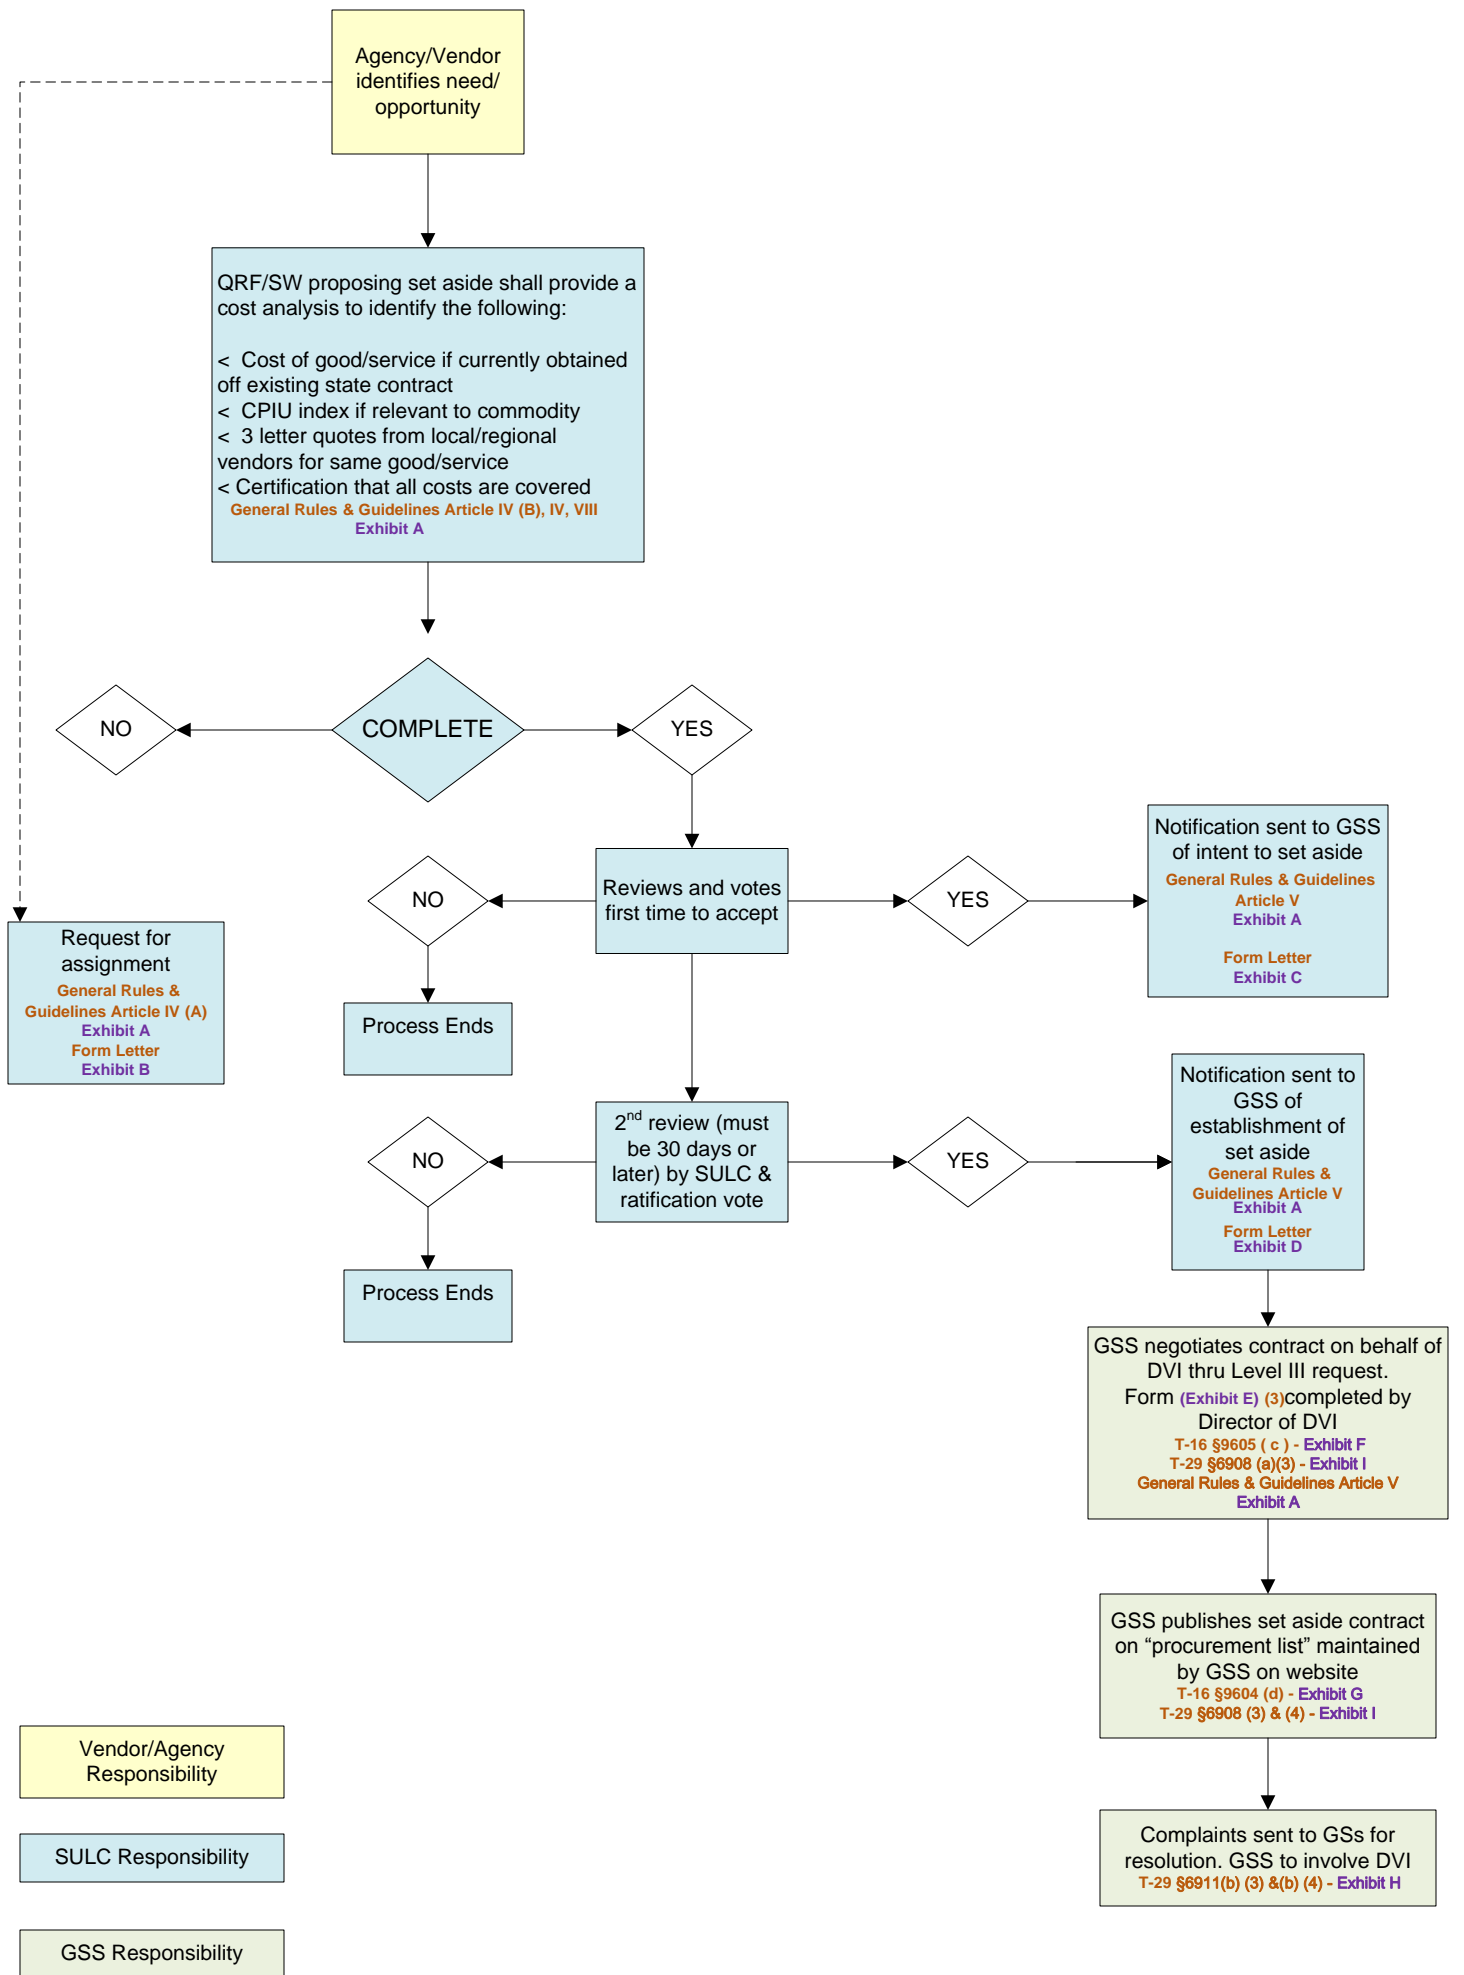 Agency/Vendor
identifies need/
opportunity
QRF/SW proposing set aside shall provide a
cost analysis to identify the following:
< Cost of good/service if currently obtained
off existing state contract
< CPIU index if relevant to commodity
< 3 letter quotes from local/regional
vendors for same good/service
< Certification that all costs are covered
General Rules & Guidelines Article IV (B), IV, VIII
Exhibit A
NO
COMPLETE
YES
Notification sent to GSS
of intent to set aside
General Rules & Guidelines
Article V
Exhibit A
Form Letter
Exhibit C
NO
Reviews and votes
first time to accept
YES
Request for
assignment
General Rules &
Guidelines Article IV (A)
Exhibit A
Form Letter
Exhibit B
Process Ends
Notification sent to
GSS of
establishment of
set aside
General Rules &
Guidelines Article V
Exhibit A
Form Letter
Exhibit D
NO
2nd review (must
be 30 days or
later) by SULC &
ratification vote
YES
Process Ends
GSS negotiates contract on behalf of
DVI thru Level III request.
Form (Exhibit E) (3)completed by
Director of DVI
T-16 §9605 ( c ) - Exhibit F
T-29 §6908 (a)(3) - Exhibit I
General Rules & Guidelines Article V
Exhibit A
GSS publishes set aside contract
on “procurement list” maintained
by GSS on website
T-16 §9604 (d) - Exhibit G
T-29 §6908 (3) & (4) - Exhibit I
Complaints sent to GSs for
resolution. GSS to involve DVI
T-29 §6911(b) (3) &(b) (4) - Exhibit H
Vendor/Agency
Responsibility
SULC Responsibility
GSS Responsibility